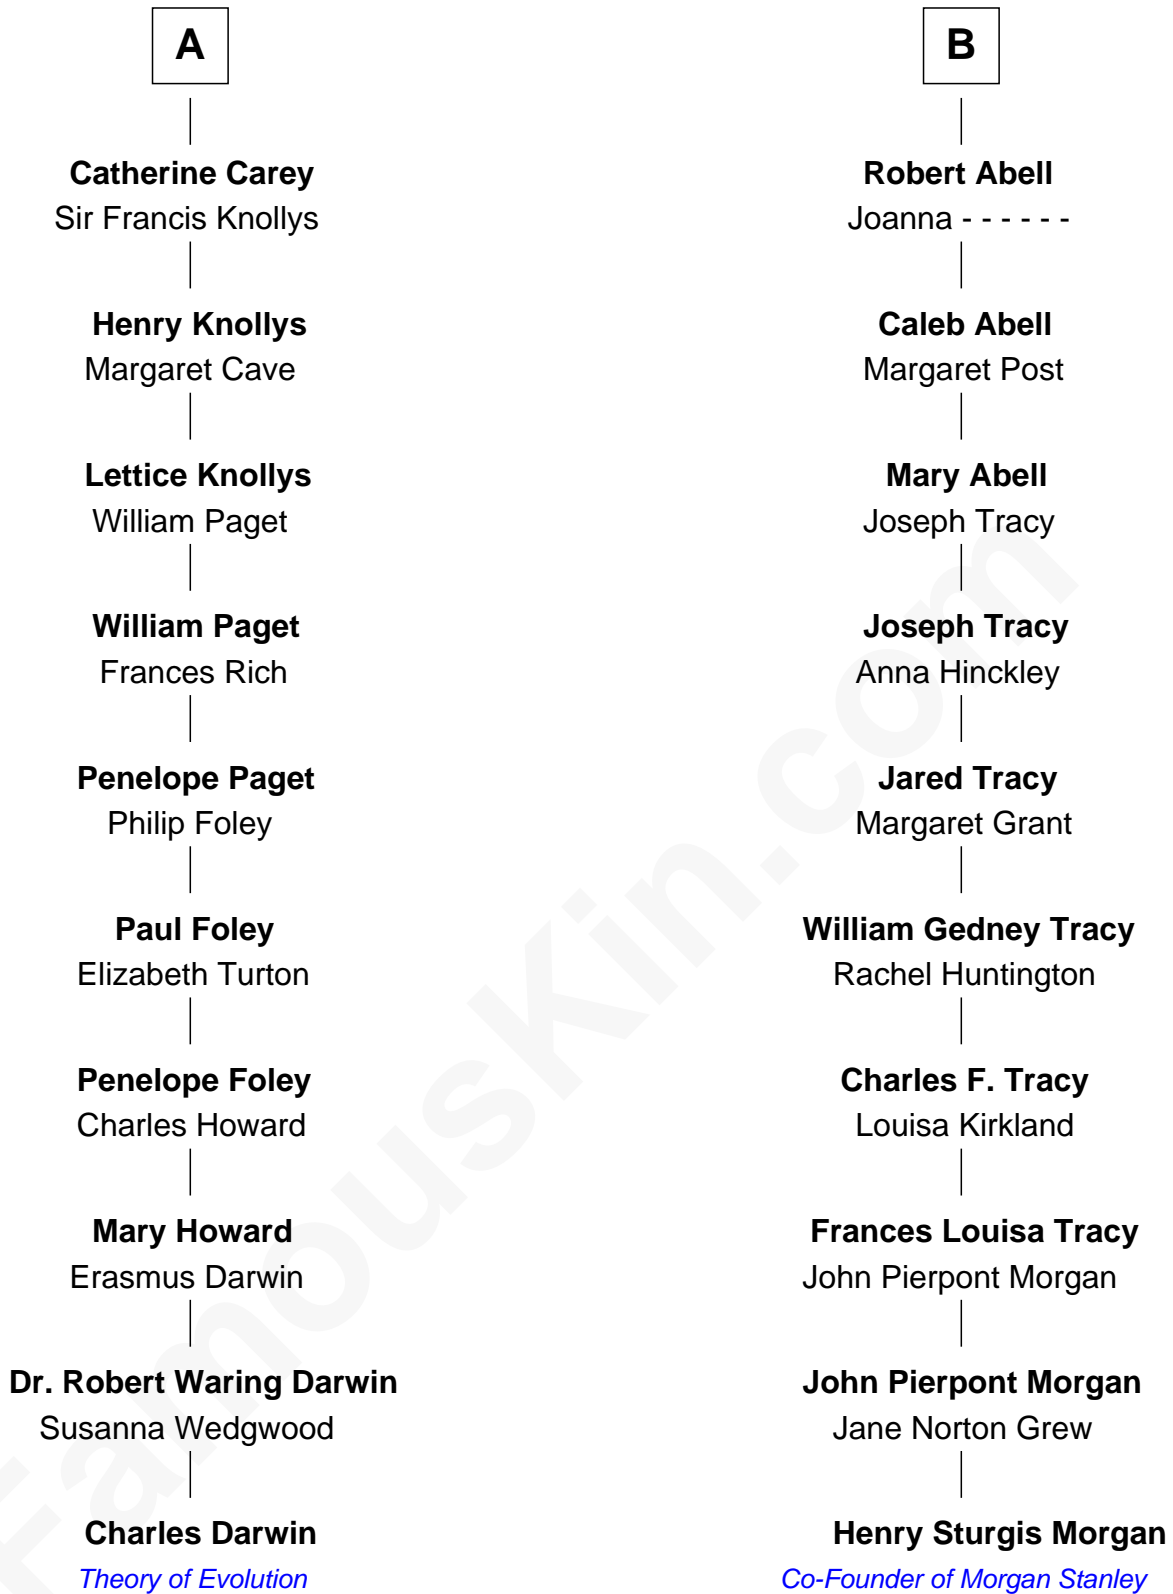 A
Catherine Carey
Sir Francis Knollys
Henry Knollys
Margaret Cave
Lettice Knollys
William Paget
William Paget
Frances Rich
Penelope Paget
Philip Foley
Paul Foley
Elizabeth Turton
Penelope Foley
Charles Howard
Mary Howard
Erasmus Darwin
Dr. Robert Waring Darwin
Susanna Wedgwood
Charles Darwin
Theory of Evolution
B
Robert Abell
Joanna - - - - - -
Caleb Abell
Margaret Post
Mary Abell
Joseph Tracy
Joseph Tracy
Anna Hinckley
Jared Tracy
Margaret Grant
William Gedney Tracy
Rachel Huntington
Charles F. Tracy
Louisa Kirkland
Frances Louisa Tracy
John Pierpont Morgan
John Pierpont Morgan
Jane Norton Grew
Henry Sturgis Morgan
Co-Founder of Morgan Stanley
FamousKin.com